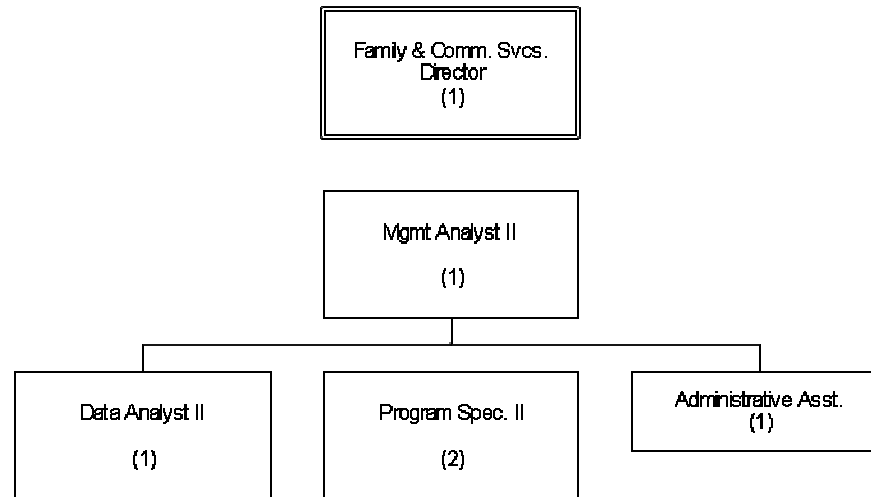 Family & Comm. Svcs.
Director
(1)
Mgmt Analyst II
(1)
Data Analyst II
(1)
Program Spec. II
(2)
Administrative Asst.
(1)